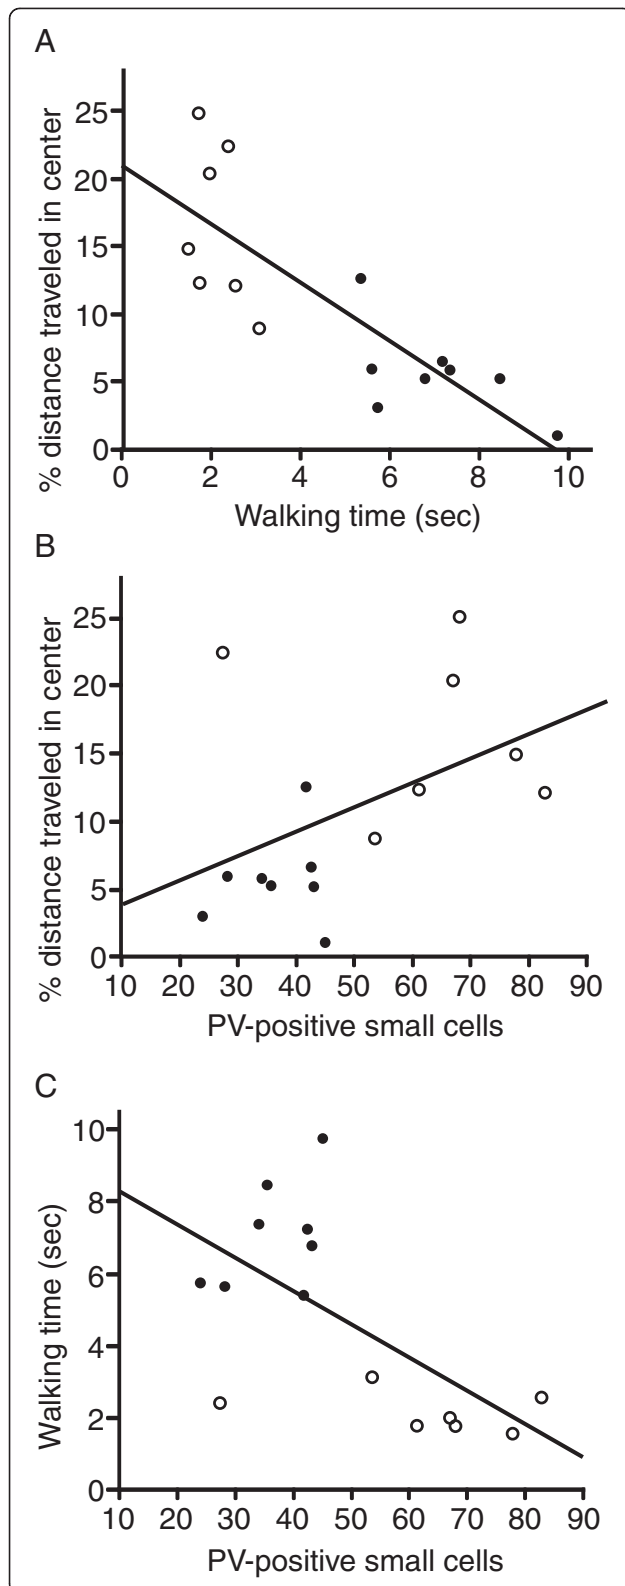 A
% distance traveled in center
25
20
15
10
5
0
0 2 4 6 8 10
Walking time (sec)
B
% distance traveled in center
25
20
15
10
5
0
10 20 30 40 50 60 70 80 90
PV-positive small cells
C
Walking time (sec)
10
8
6
4
2
0
10 20 30 40 50 60 70 80 90
PV-positive small cells